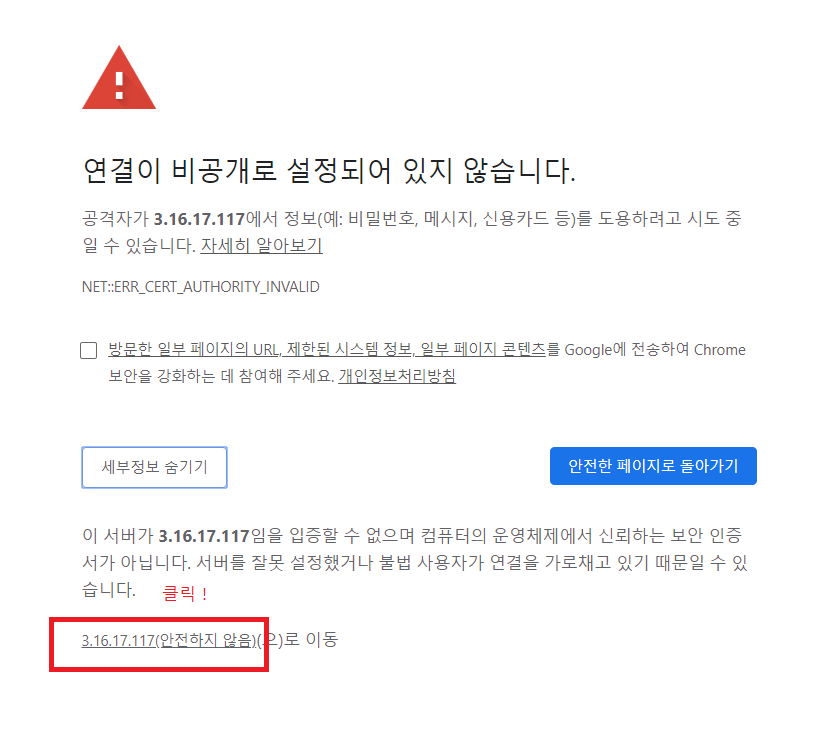 연결이 비공개로 설정되어 있지 않습니다.
공격자가 3.16.17.117에서 정보(예: 비밀번호, 메시지, 신용카드 등)를 도용하려고 시도 중
일 수 있습니다. 자세히 알아보기
NET::ERR_CERT_AUTHORITY_INVALID
방문한 일부 페이지의 URL, 제한된 시스템 정보, 일부 페이지 콘텐츠를 Google에 전송하여 Chrome
보안을 강화하는 데 참여해 주세요. 개인정보처리방침
세부정보 숨기기
안전한 페이지로 돌아가기
이 서버가 3.16.17.117임을 입증할 수 없으며 컴퓨터의 운영체제에서 신뢰하는 보안 인증
서가 아닙니다. 서버를 잘못 설정했거나 불법 사용자가 연결을 가로채고 있기 때문일 수 있
습니다. 클릭 !
3.16.17.117(안전하지 않음)(으)로 이동